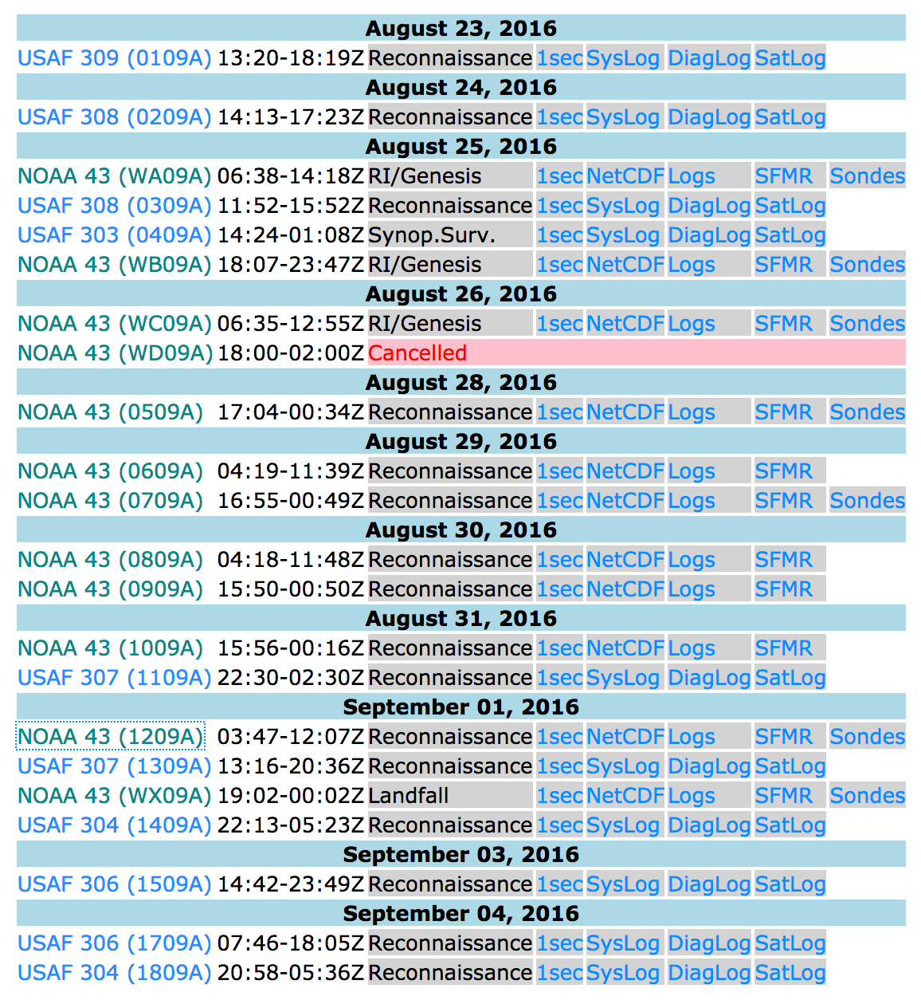 August 23, 2016
USAF 309 (0109A) 13:20-18:19Z Reconnaissance 1sec SysLog DiagLog SatLog
August 24, 2016
USAF 308 (0209A) 14:13-17:23Z Reconnaissance 1sec SysLog DiagLog SatLog
August 25, 2016
NOAA 43 (WA09A) 06:38-14:18Z RI/Genesis 1sec NetCDF Logs SFMR Sondes
USAF 308 (0309A) 11:52-15:52Z Reconnaissance 1sec SysLog DiagLog SatLog
USAF 303 (0409A) 14:24-01:08Z Synop.Surv. 1sec SysLog DiagLog SatLog
NOAA 43 (WB09A) 18:07-23:47Z RI/Genesis 1sec NetCDF Logs SFMR Sondes
August 26, 2016
NOAA 43 (WC09A) 06:35-12:55Z RI/Genesis 1sec NetCDF Logs SFMR Sondes
NOAA 43 (WD09A) 18:00-02:00Z Cancelled
August 28, 2016
NOAA 43 (0509A) 17:04-00:34Z Reconnaissance 1sec NetCDF Logs SFMR Sondes
August 29, 2016
NOAA 43 (0609A) 04:19-11:39Z Reconnaissance 1sec NetCDF Logs SFMR
NOAA 43 (0709A) 16:55-00:49Z Reconnaissance 1sec NetCDF Logs SFMR Sondes
August 30, 2016
NOAA 43 (0809A) 04:18-11:48Z Reconnaissance 1sec NetCDF Logs SFMR
NOAA 43 (0909A) 15:50-00:50Z Reconnaissance 1sec NetCDF Logs SFMR
August 31, 2016
NOAA 43 (1009A) 15:56-00:16Z Reconnaissance 1sec NetCDF Logs SFMR
USAF 307 (1109A) 22:30-02:30Z Reconnaissance 1sec SysLog DiagLog SatLog
September 01, 2016
NOAA 43 (1209A) 03:47-12:07Z Reconnaissance 1sec NetCDF Logs SFMR Sondes
USAF 307 (1309A) 13:16-20:36Z Reconnaissance 1sec SysLog DiagLog SatLog
NOAA 43 (WX09A) 19:02-00:02Z Landfall 1sec NetCDF Logs SFMR Sondes
USAF 304 (1409A) 22:13-05:23Z Reconnaissance 1sec SysLog DiagLog SatLog
September 03, 2016
USAF 306 (1509A) 14:42-23:49Z Reconnaissance 1sec SysLog DiagLog SatLog
September 04, 2016
USAF 306 (1709A) 07:46-18:05Z Reconnaissance 1sec SysLog DiagLog SatLog
USAF 304 (1809A) 20:58-05:36Z Reconnaissance 1sec SysLog DiagLog SatLog